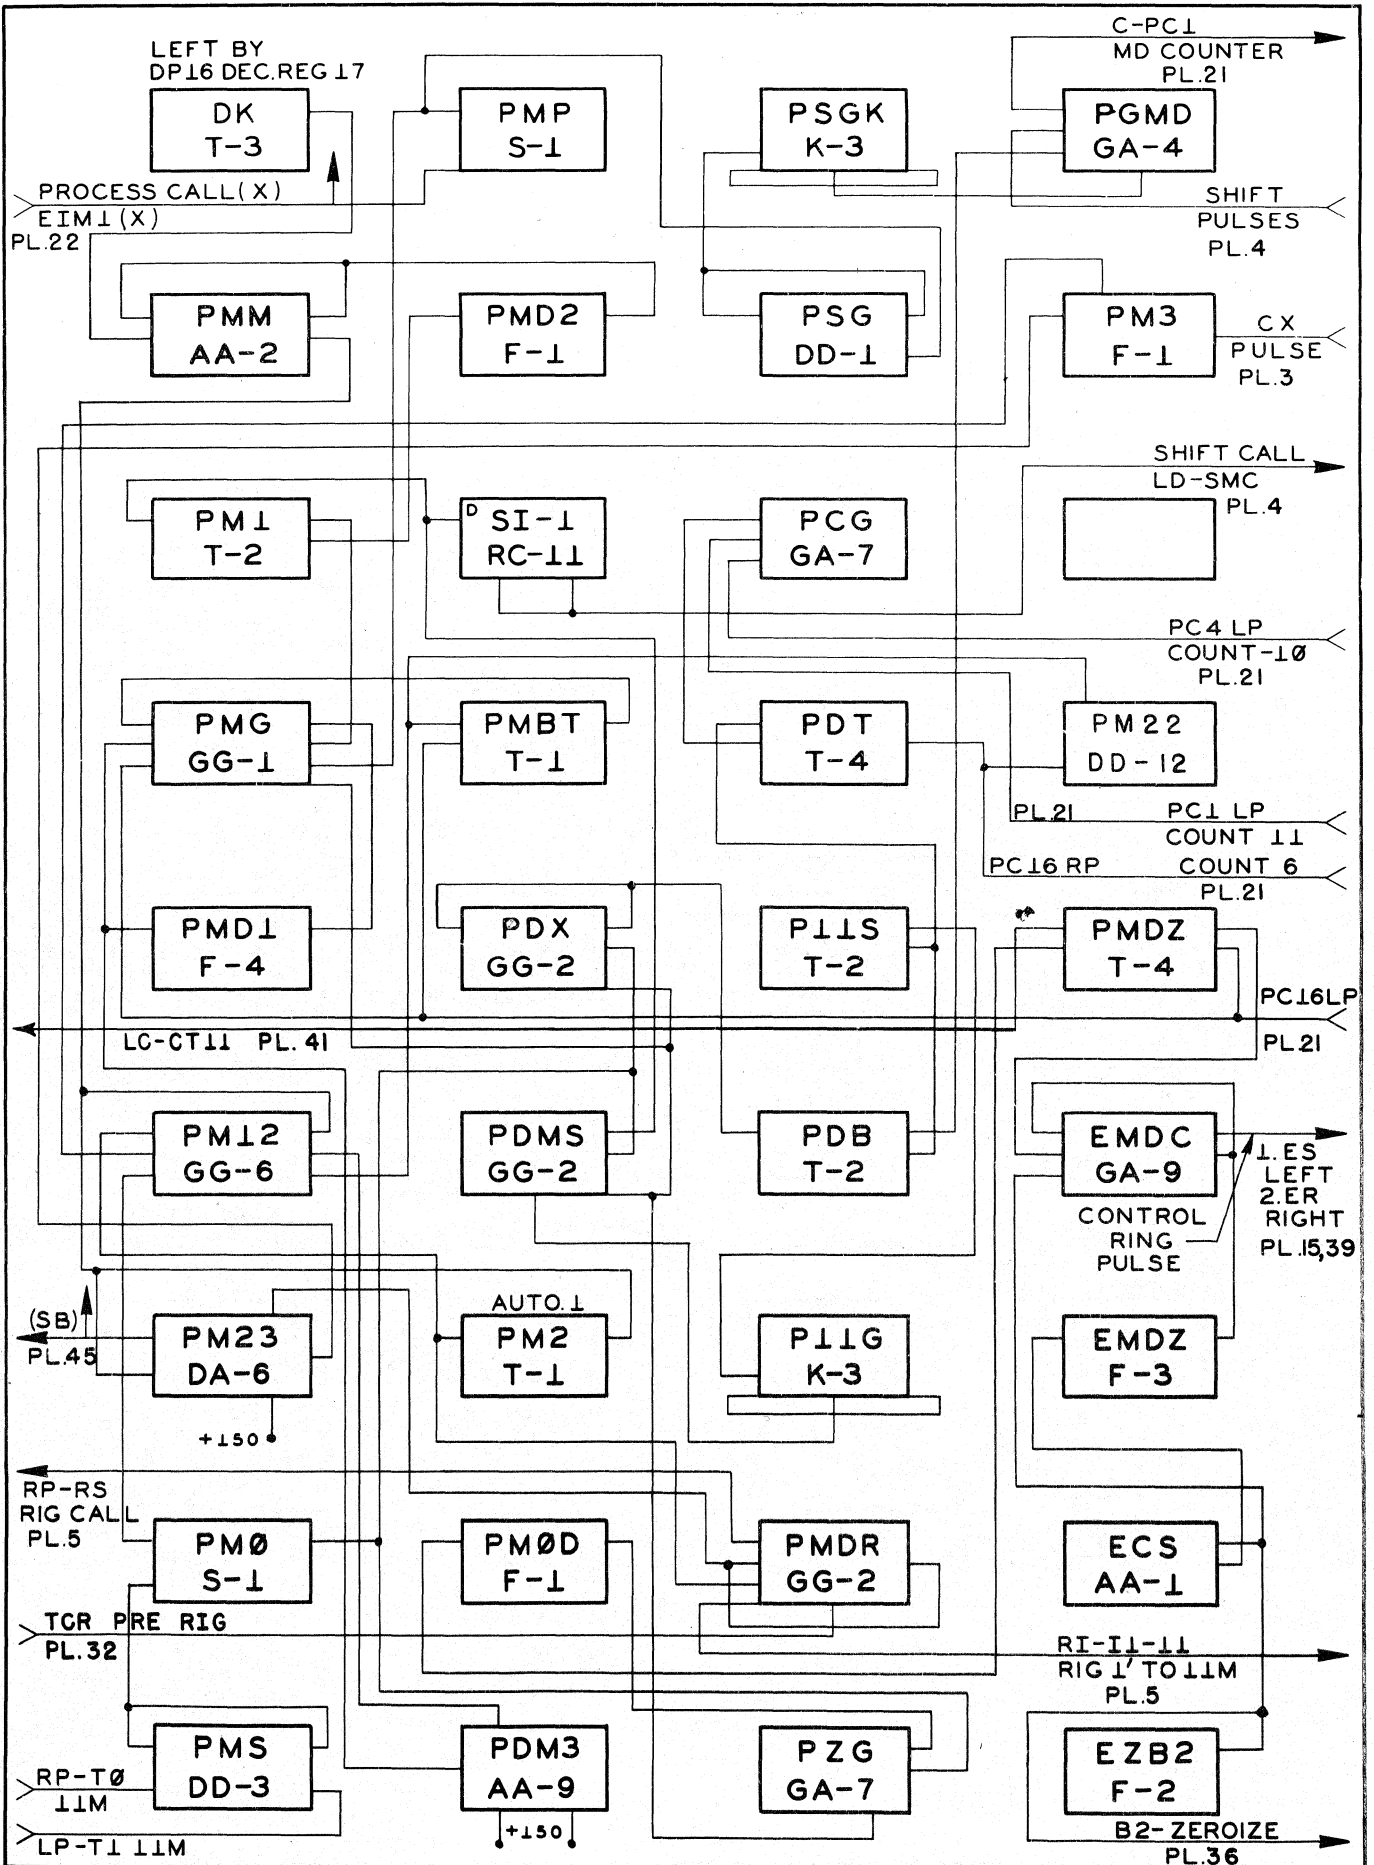 C-PC1
MD COUNTER
PL.21
LEFT BY
DP16 DEC.REG 17
DK
T-3
PMP
S-1
PSGK
K-3
PGMD
GA-4
PROCESS CALL(X)
EIM1(X)
PL.22
SHIFT
PULSES
PL.4
PMM
AA-2
PMD2
F-1
PSG
DD-1
PM3
F-1
CX
PULSE
PL.3
SHIFT CALL
LD-SMC
PL.4
PM1
T-2
D
SI-1
RC-11
PCG
GA-7
PC4 LP
COUNT-1Ø
PL.21
PMG
GG-1
PMBT
T-1
PDT
T-4
PM22
DD-12
PL.21
PC1 LP
COUNT 11
PC16 RP
COUNT 6
PL.21
PMD1
F-4
PDX
GG-2
P11S
T-2
PMDZ
T-4
PC16LP
PL.21
LC-CT11 PL. 41
PM12
GG-6
PDMS
GG-2
PDB
T-2
EMDC
GA-9
1.ES
LEFT
2.ER
RIGHT
PL.15,39
CONTROL
RING
PULSE
(SB)
PL.45
PM23
DA-6
+150
AUTO.1
PM2
T-1
P11G
K-3
EMDZ
F-3
RP-RS
RIG CALL
PL.5
PMØ
S-1
PMØD
F-1
PMDR
GG-2
ECS
AA-1
TCR PRE RIG
PL.32
RI-I1-11
RIG 1' TO 11M
PL.5
PMS
DD-3
PDM3
AA-9
+150
PZG
GA-7
EZB2
F-2
RP-TØ
11M
LP-T1 11M
B2-ZEROIZE
PL.36